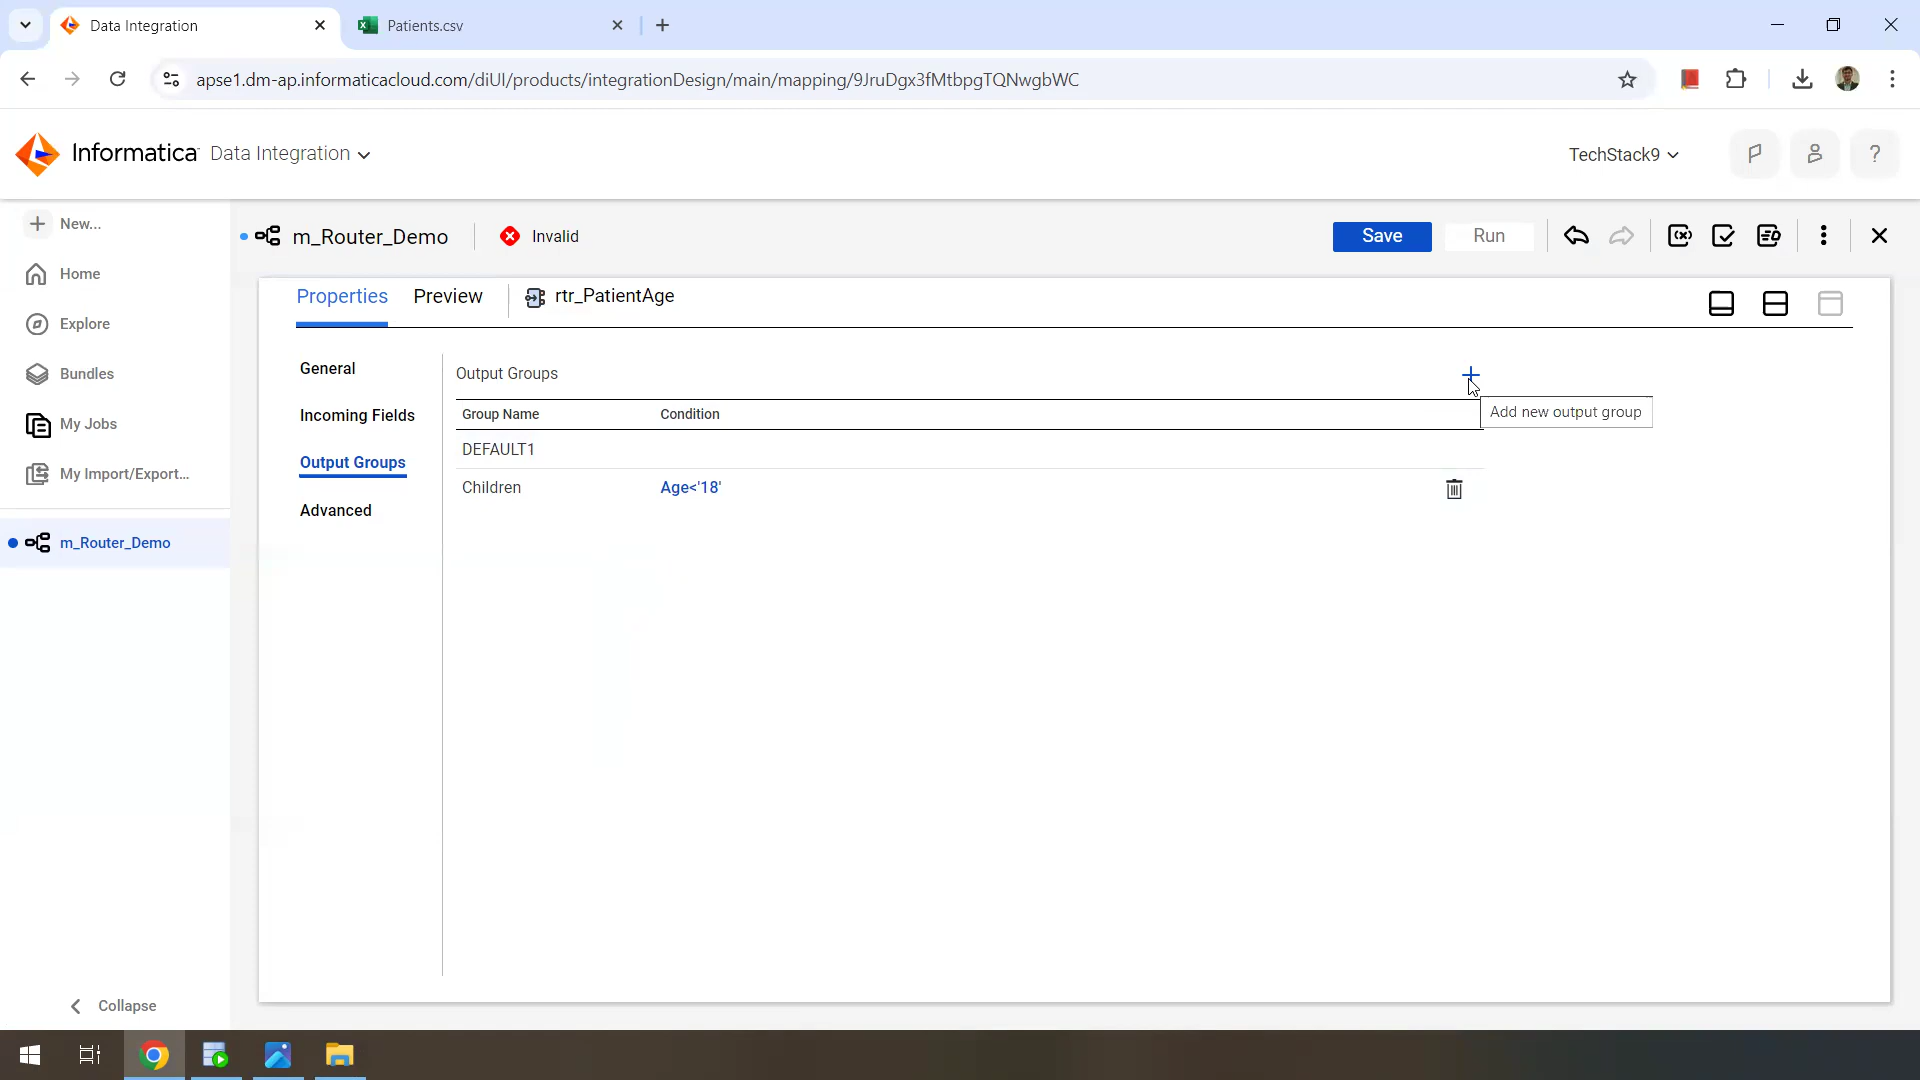 Data Integration
Patients.csv
apse1.dm-ap.informaticacloud.com/diUI/products/integrationDesign/main/mapping/9JruDgx3fMtbpgTQNwgbWC
Informatica Data Integration
TechStack9
?
New...
Home
Explore
Bundles
My Jobs
My Import/Export...
m_Router_Demo
Collapse
m_Router_Demo
Invalid
Save
Run
Properties
Preview
rtr_PatientAge
General
Incoming Fields
Output Groups
Advanced
Output Groups
Add new output group
Group Name
Condition
DEFAULT1
Children
Age<'18'